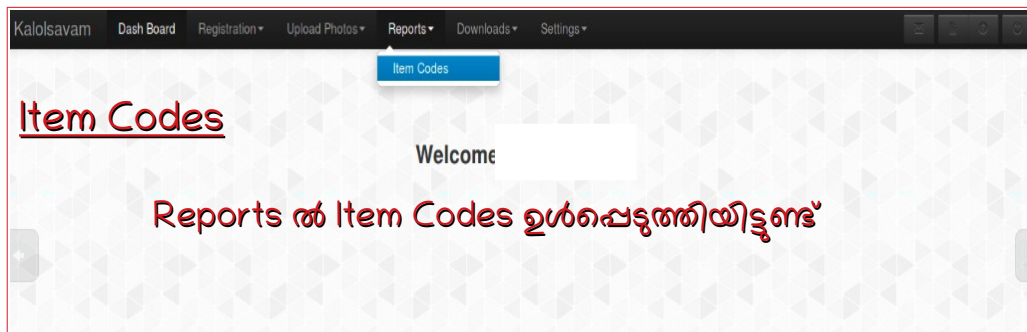 Kalolsavam Dash Board Registration Upload Photos Reports Downloads Settings
Item Codes
Item Codes
Welcome
Reports ൽ Item Codes ഉൾപ്പെടുത്തിയിട്ടുണ്ട്